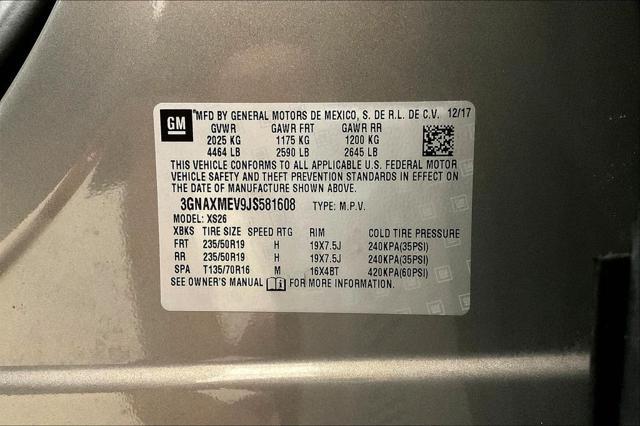 GM
®MFD BY GENERAL MOTORS DE MEXICO, S. DE R.L. DE C.V. 12/17
GVWR GAWR FRT GAWR RR
2025 KG 1175 KG 1200 KG
4464 LB 2590 LB 2645 LB
THIS VEHICLE CONFORMS TO ALL APPLICABLE U.S. FEDERAL MOTOR
VEHICLE SAFETY AND THEFT PREVENTION STANDARDS IN EFFECT ON
THE DATE OF MANUFACTURE SHOWN ABOVE.
3GNAXMEV9JS581608 TYPE: M.P.V.
MODEL: XS26
XBKS TIRE SIZE SPEED RTG RIM COLD TIRE PRESSURE
FRT 235/50R19 H 19X7.5J 240KPA(35PSI)
RR 235/50R19 H 19X7.5J 240KPA(35PSI)
SPA T135/70R16 M 16X4BT 420KPA(60PSI)
SEE OWNER'S MANUAL i FOR MORE INFORMATION.